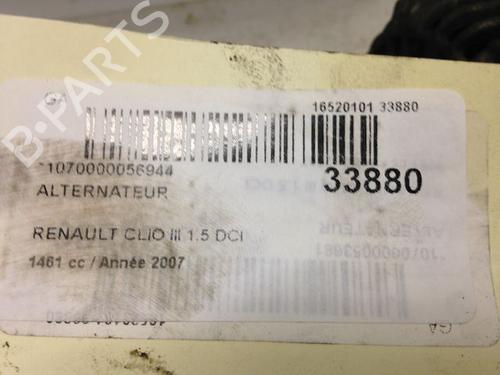 B-PARTS
16520101 33880
*1070000056944
33880
ALTERNATEUR
RENAULT CLIO III 1.5 DCI
1461 cc / Année 2007